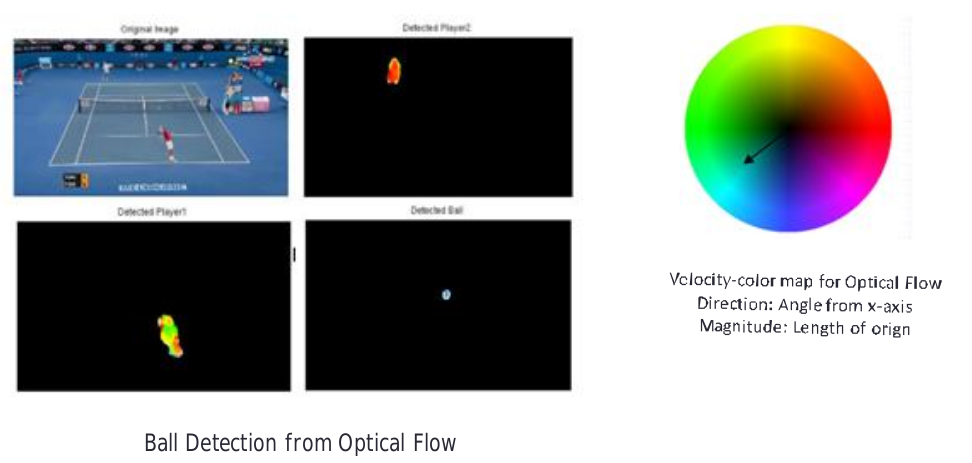 Original Image
Detected Player2
Detected Player1
Detected Ball
Velocity-color map for Optical Flow
Direction: Angle from x-axis
Magnitude: Length of orign
Ball Detection from Optical Flow